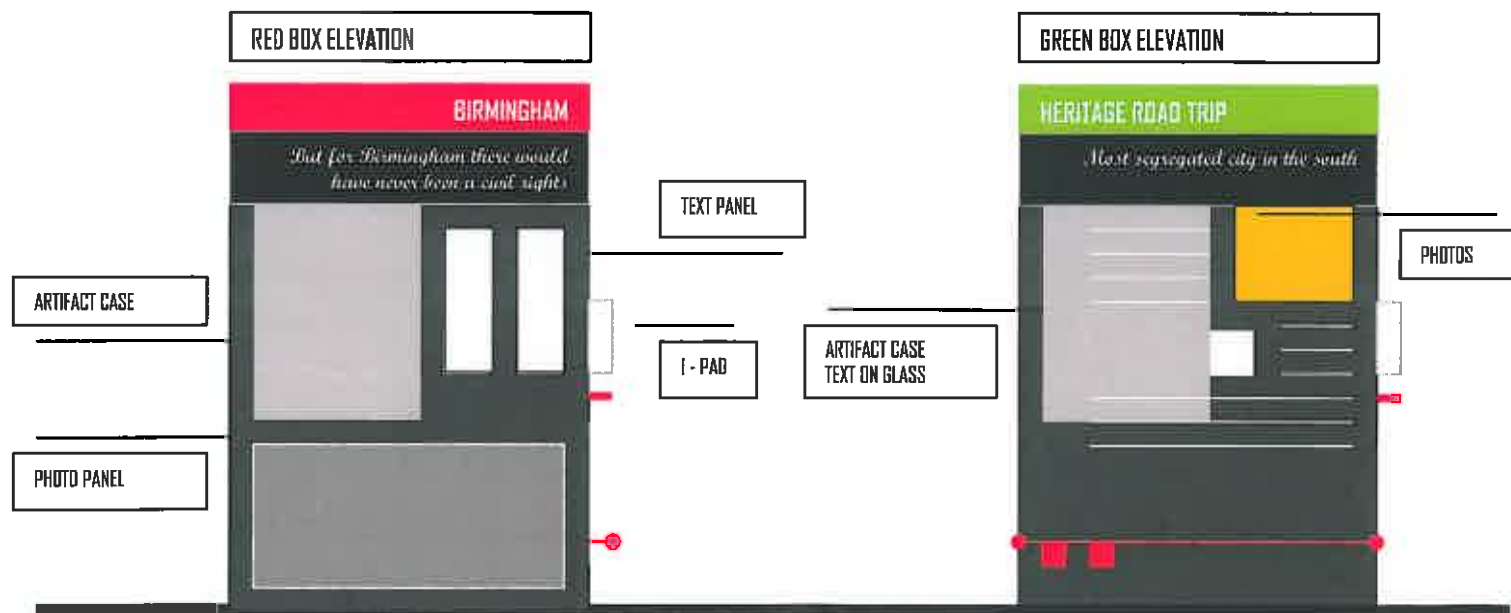 RED BOX ELEVATION
BIRMINGHAM
But for Birmingham there would
have never been a civil rights
TEXT PANEL
ARTIFACT CASE
- PAD
PHOTO PANEL
GREEN BOX ELEVATION
HERITAGE ROAD TRIP
Most segregated city in the south
PHOTOS
ARTIFACT CASE
TEXT ON GLASS